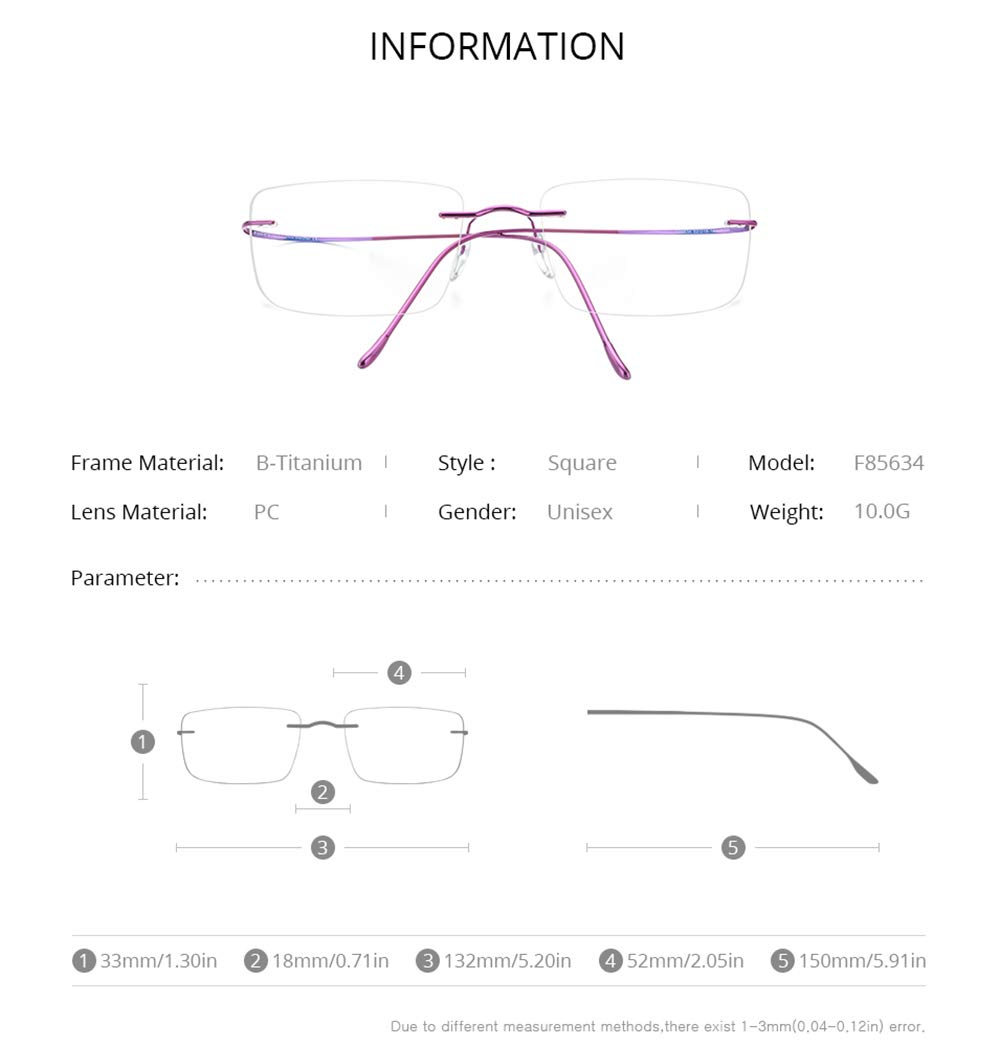 INFORMATION
Frame Material: B-Titanium Style : Square Model: F85634
Lens Material: PC Gender: Unisex Weight: 10.0G
Parameter:
4
1
2
3 5
1 33mm/1.30in 2 18mm/0.71in 3 132mm/5.20in 4 52mm/2.05in 5 150mm/5.91in
Due to different measurement methods,there exist 1-3mm(0.04-0.12in) error.